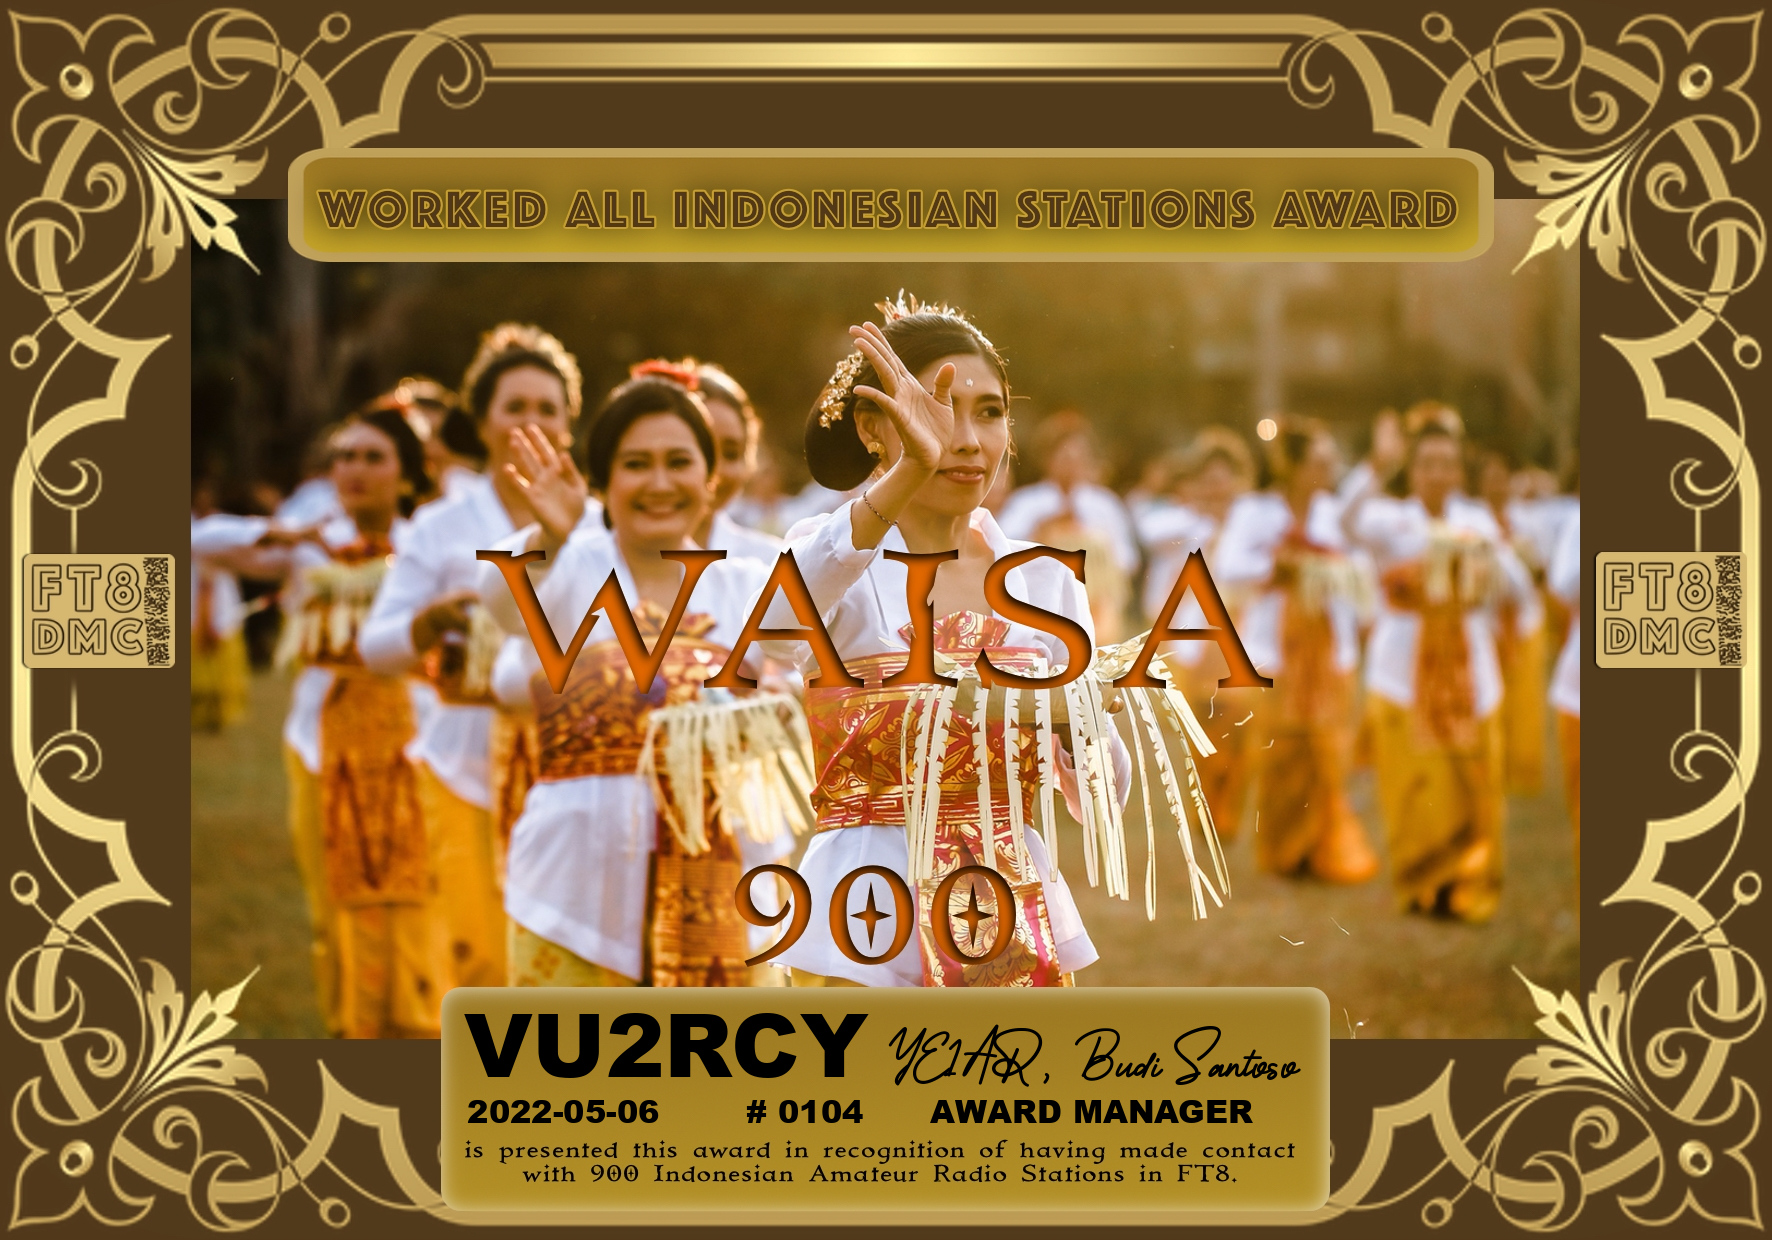 WORKED ALL INDONESIAN STATIONS AWARD
FT8
DMC
FT8
DMC
WAISA
900
VU2RCY YE1AR, Budi Santoso
2022-05-06 # 0104 AWARD MANAGER
is presented this award in recognition of having made contact
with 900 Indonesian Amateur Radio Stations in FT8.